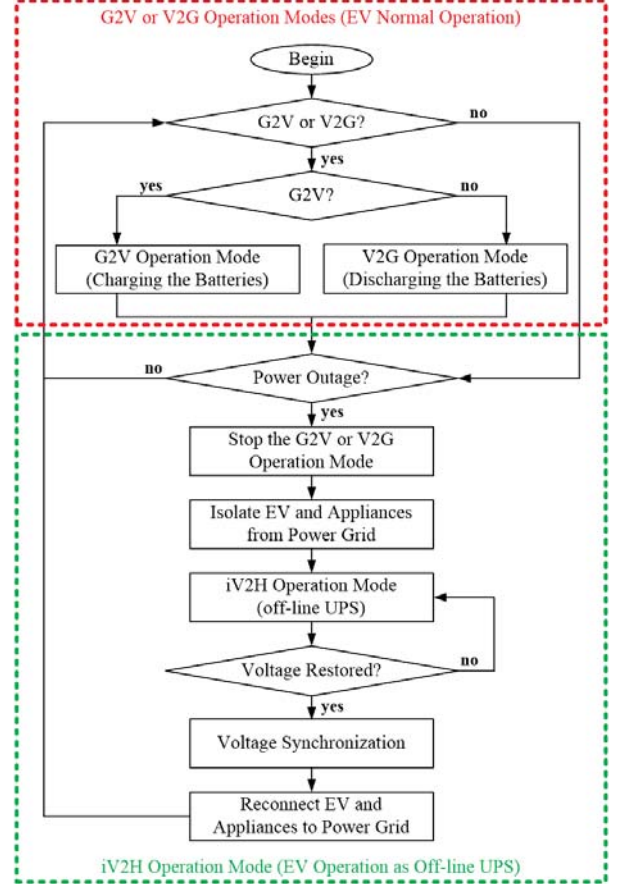 G2V or V2G Operation Modes (EV Normal Operation)
Begin
G2V or V2G?
no
yes
G2V?
yes
no
G2V Operation Mode
(Charging the Batteries)
V2G Operation Mode
(Discharging the Batteries)
Power Outage?
no
yes
Stop the G2V or V2G
Operation Mode
Isolate EV and Appliances
from Power Grid
iV2H Operation Mode
(off-line UPS)
Voltage Restored?
no
yes
Voltage Synchronization
Reconnect EV and
Appliances to Power Grid
iV2H Operation Mode (EV Operation as Off-line UPS)